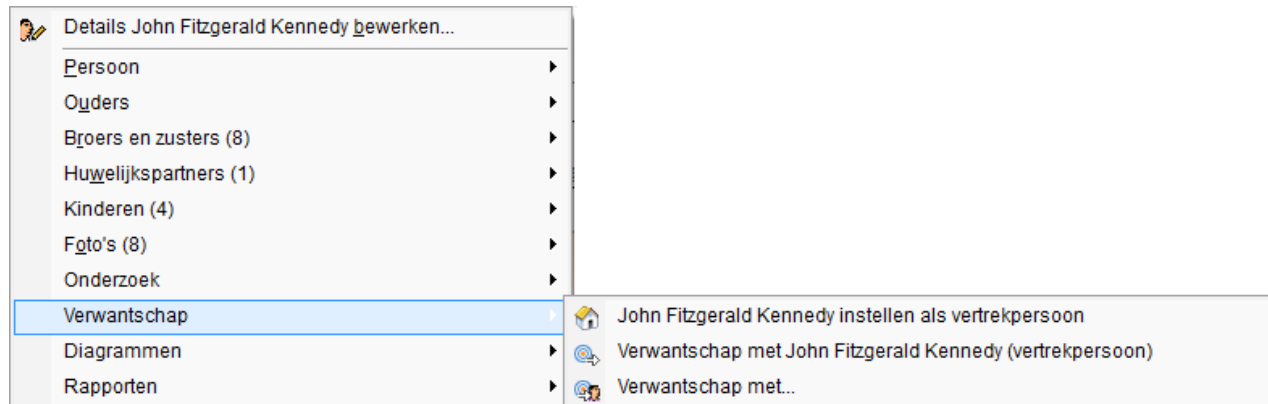 Details John Fitzgerald Kennedy bewerken...
Persoon
Ouders
Broers en zusters (8)
Huwelijkspartners (1)
Kinderen (4)
Foto's (8)
Onderzoek
Verwantschap
John Fitzgerald Kennedy instellen als vertrekpersoon
Diagrammen
Verwantschap met John Fitzgerald Kennedy (vertrekpersoon)
Rapporten
Verwantschap met...